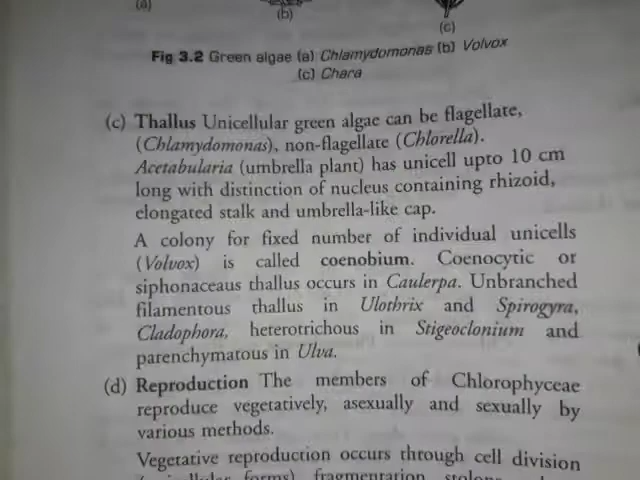 (a)
(b)
(c)
Fig 3.2 Green algae (a) Chlamydomonas (b) Volvox
(c) Chara
(c) Thallus Unicellular green algae can be flagellate,
(Chlamydomonas), non-flagellate (Chlorella).
Acetabularia (umbrella plant) has unicell upto 10 cm
long with distinction of nucleus containing rhizoid,
elongated stalk and umbrella-like cap.
A colony for fixed number of individual unicells
(Volvox) is called coenobium. Coenocytic or
siphonaceaus thallus occurs in Caulerpa. Unbranched
filamentous thallus in Ulothrix and Spirogyra,
Cladophora, heterotrichous in Stigeoclonium and
parenchymatous in Ulva.
(d) Reproduction The members of Chlorophyceae
reproduce vegetatively, asexually and sexually by
various methods.
Vegetative reproduction occurs through cell division
forms) fragmentation